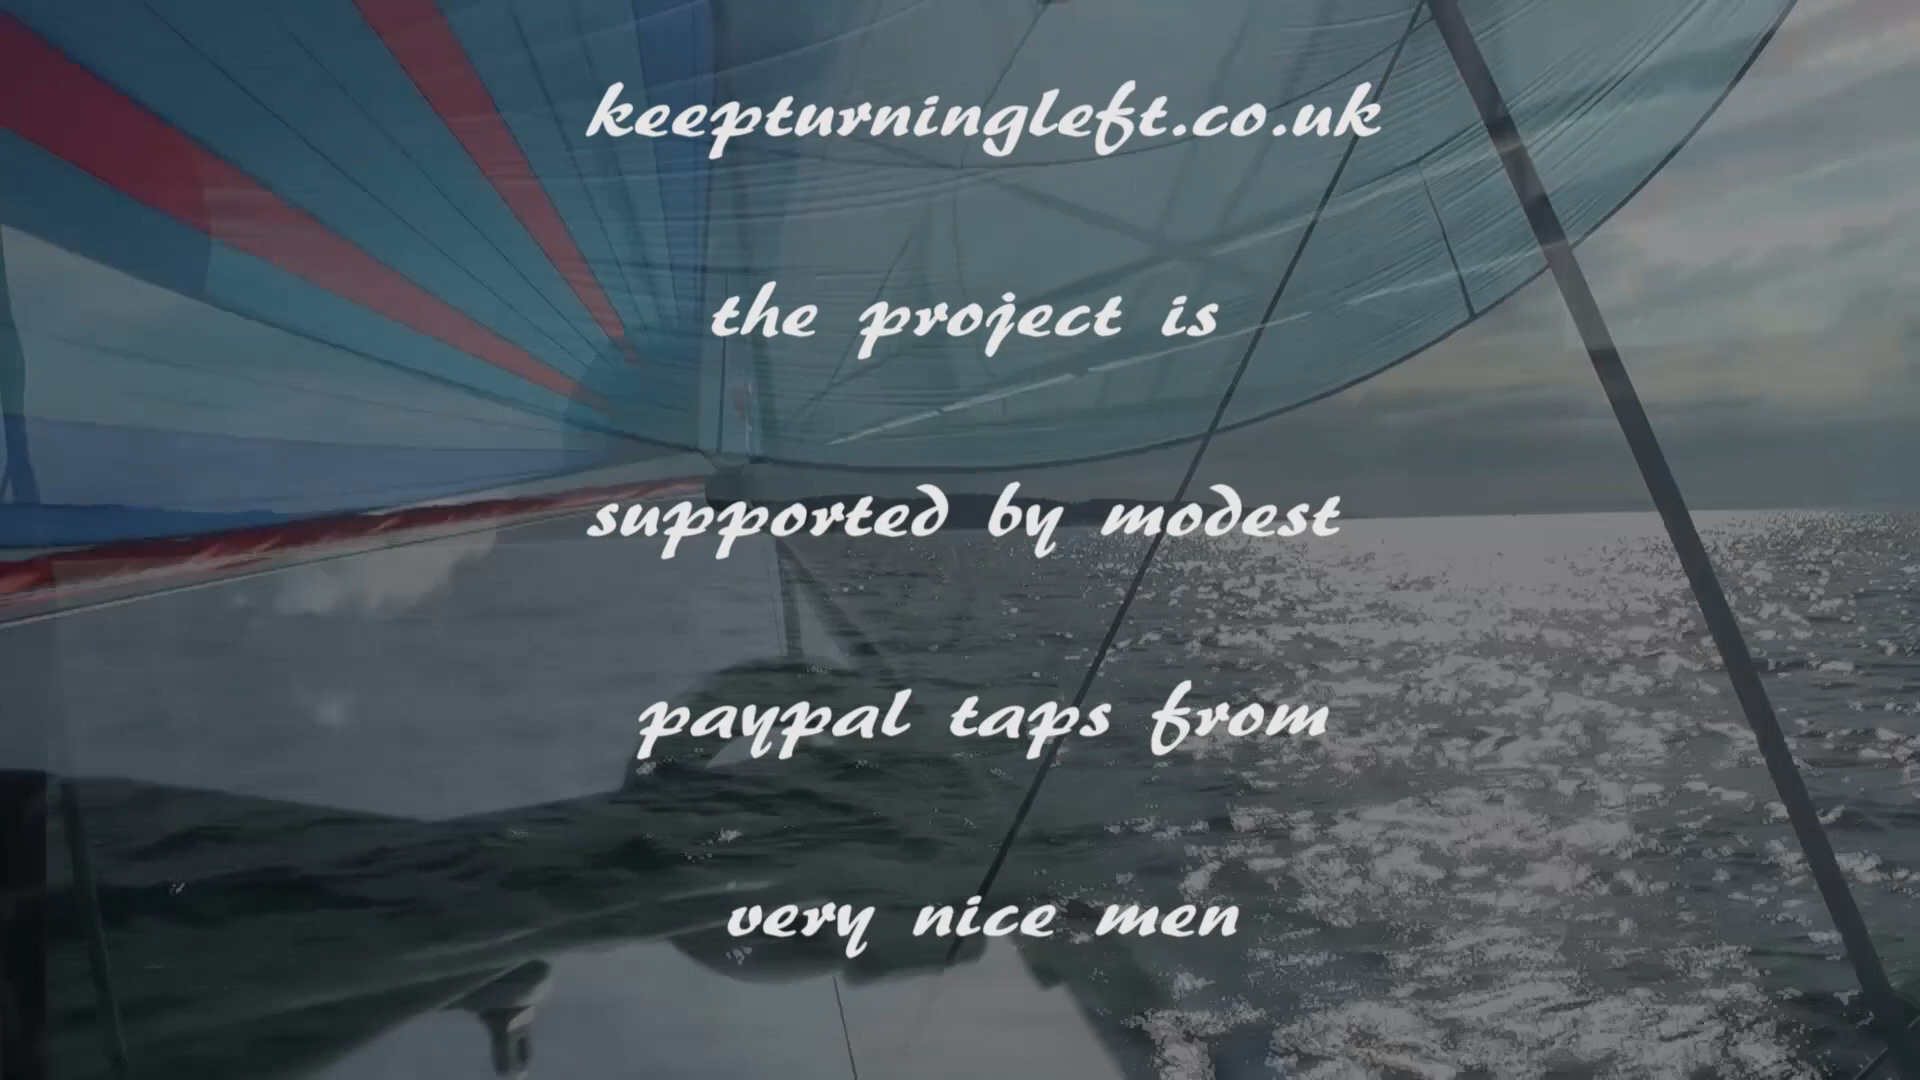 keepturningleft.co.uk
the project is
supported by modest
paypal taps from
very nice men